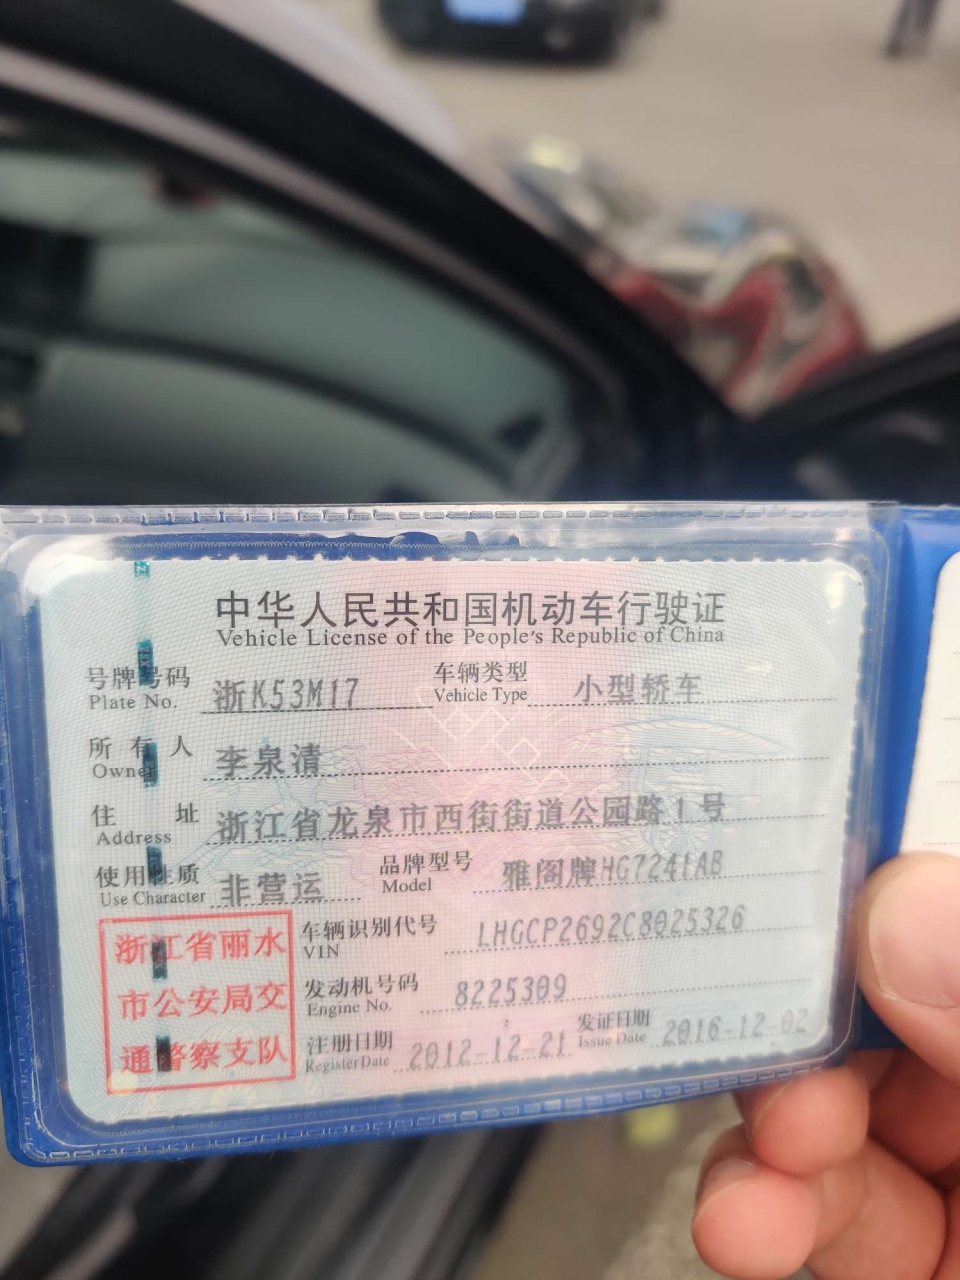 中华人民共和国机动车行驶证
Vehicle License of the People's Republic of China
号牌号码 浙K53M17 车辆类型 小型轿车
Plate No. Vehicle Type
所有人 李泉清
Owner
住址 浙江省龙泉市西街街道公园路1号
Address
使用性质 非营运 品牌型号 雅阁牌HG7241AB
Use Character Model
浙江省丽水
市公安局交
通警察支队
车辆识别代号 LHGCP2692C8025326
VIN
发动机号码 8225309
Engine No.
注册日期 2012-12-21 发证日期 2016-12-02
Register Date Issue Date